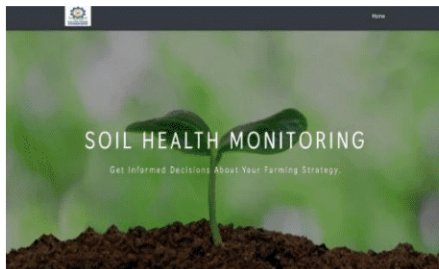 Home
SOIL HEALTH MONITORING
Get Informed Decisions About Your Farming Strategy.